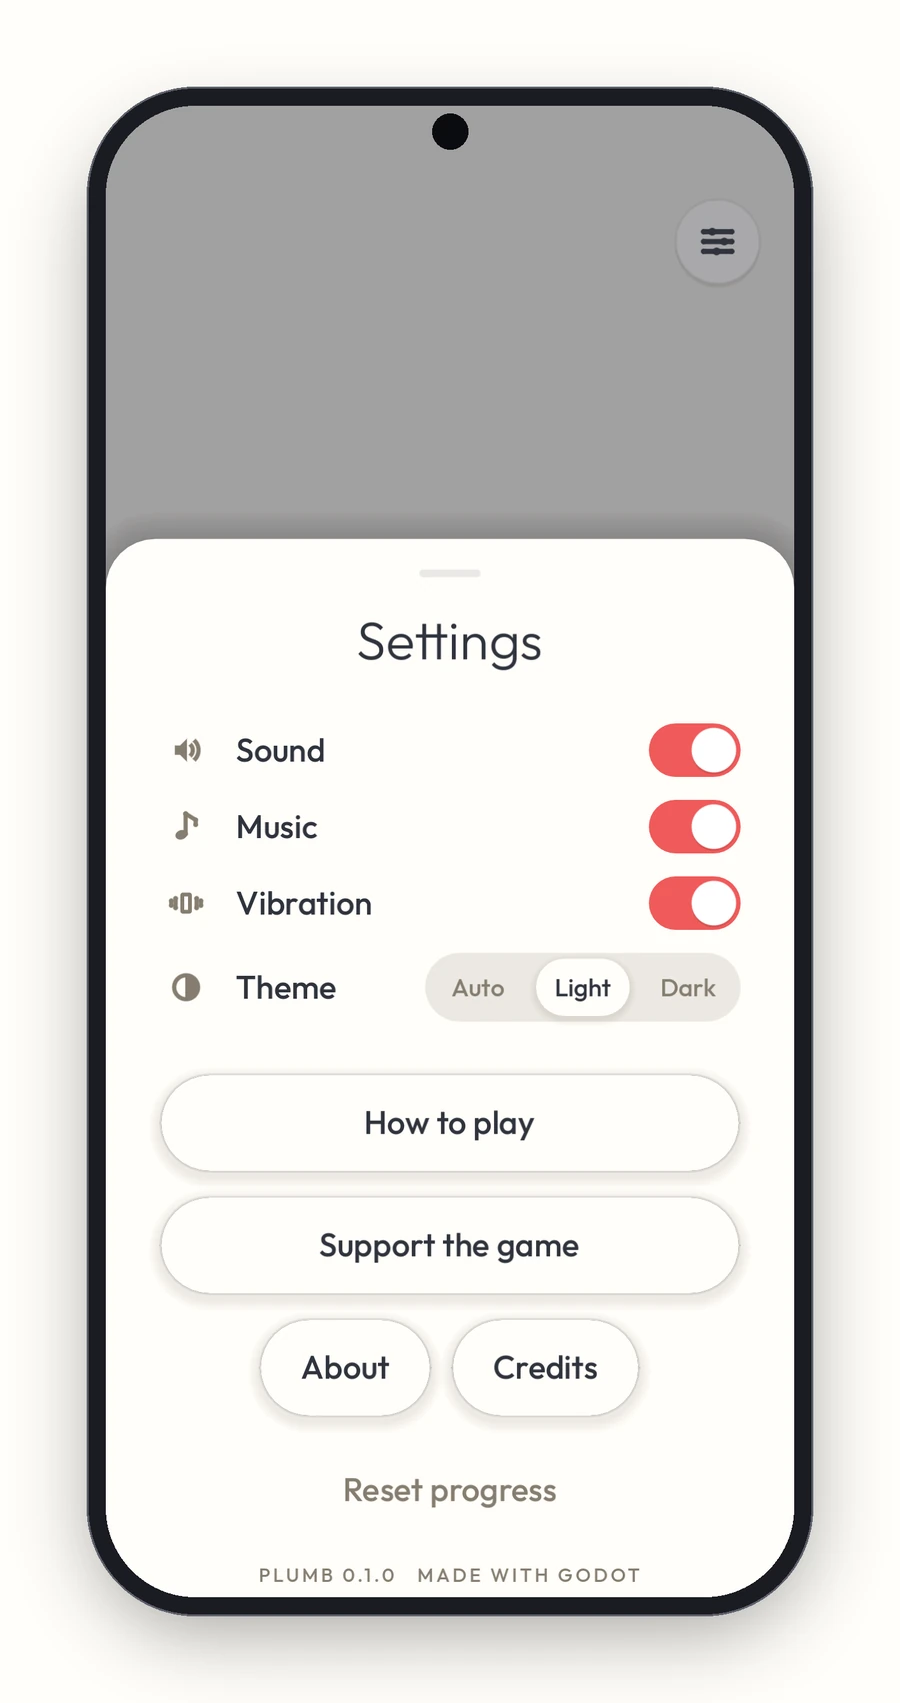 Settings
Sound
Music
Vibration
Theme Auto Light Dark
How to play
Support the game
About Credits
Reset progress
PLUMB 0.1.0 MADE WITH GODOT